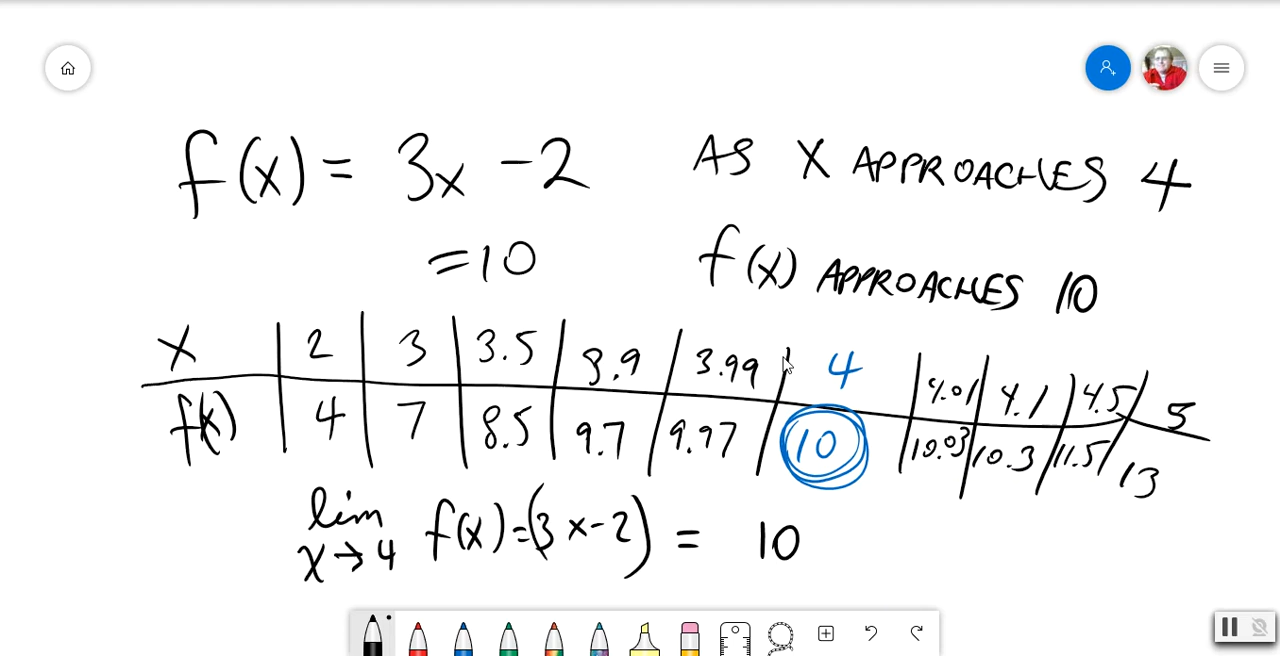 f(x) = 3x - 2
= 10
AS X APPROACHES 4
f(x) APPROACHES 10
X | 2 | 3 | 3.5 | 3.9 | 3.99 | 4 | 4.01 | 4.1 | 4.5 | 5
f(x) | 4 | 7 | 8.5 | 9.7 | 9.97 | 10 | 10.03 | 10.3 | 11.5 | 13
lim x→4 f(x) = (3x-2) = 10